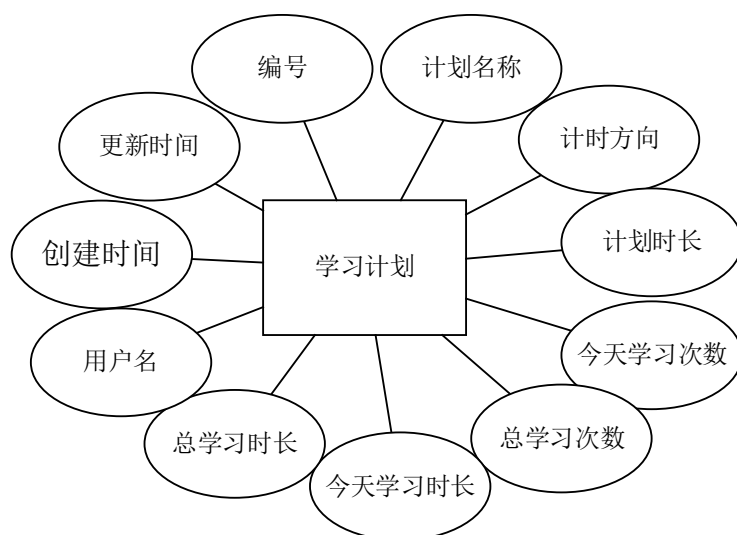 编号
计划名称
更新时间
计时方向
创建时间
学习计划
计划时长
用户名
今天学习次数
总学习时长
总学习次数
今天学习时长